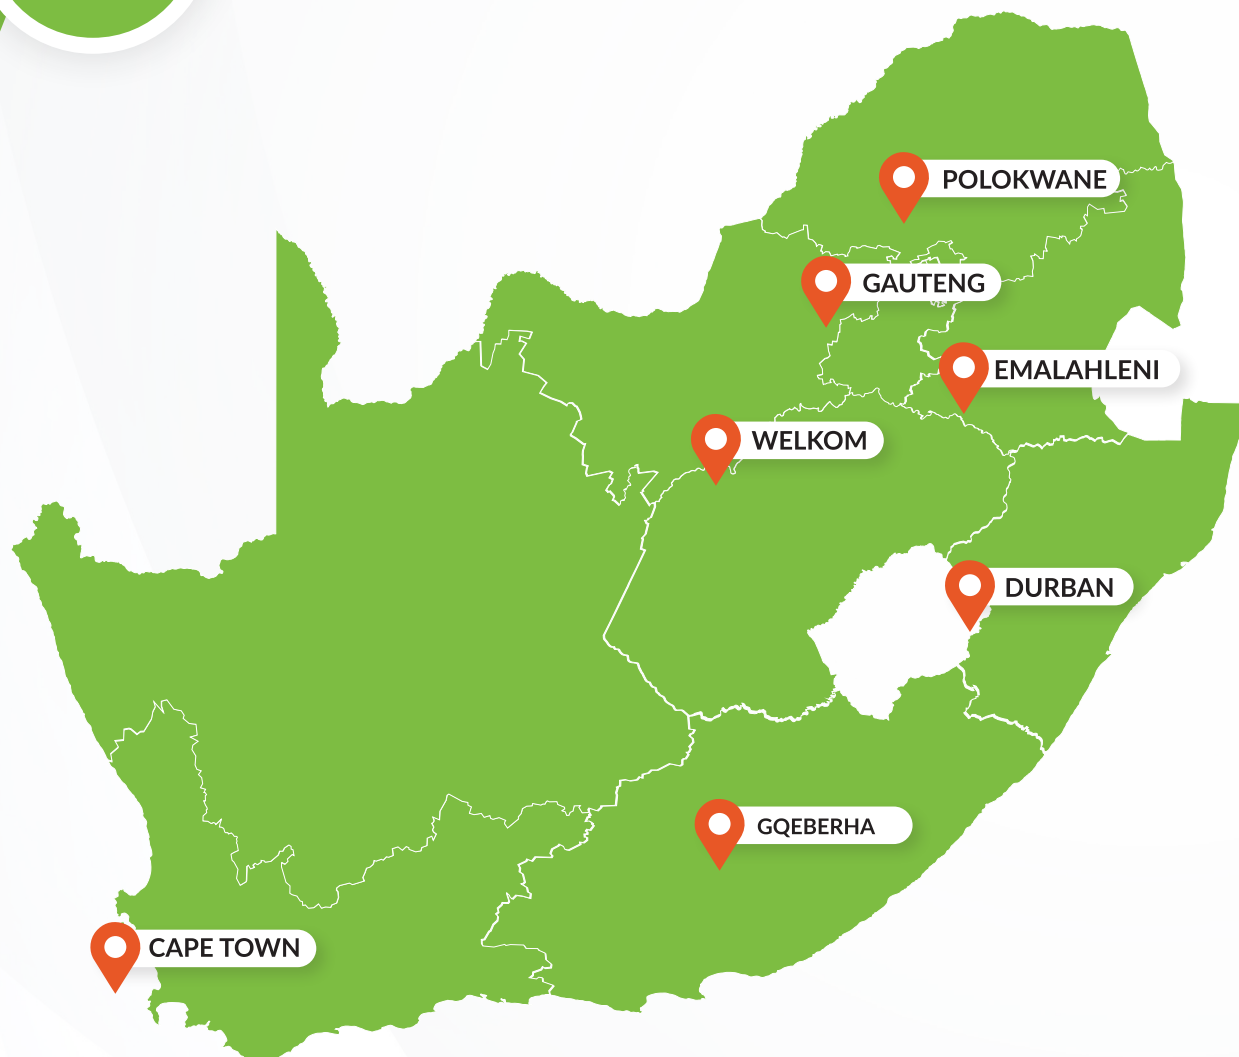 POLOKWANE
GAUTENG
EMALAHLENI
WELKOM
DURBAN
GQEBERHA
CAPE TOWN